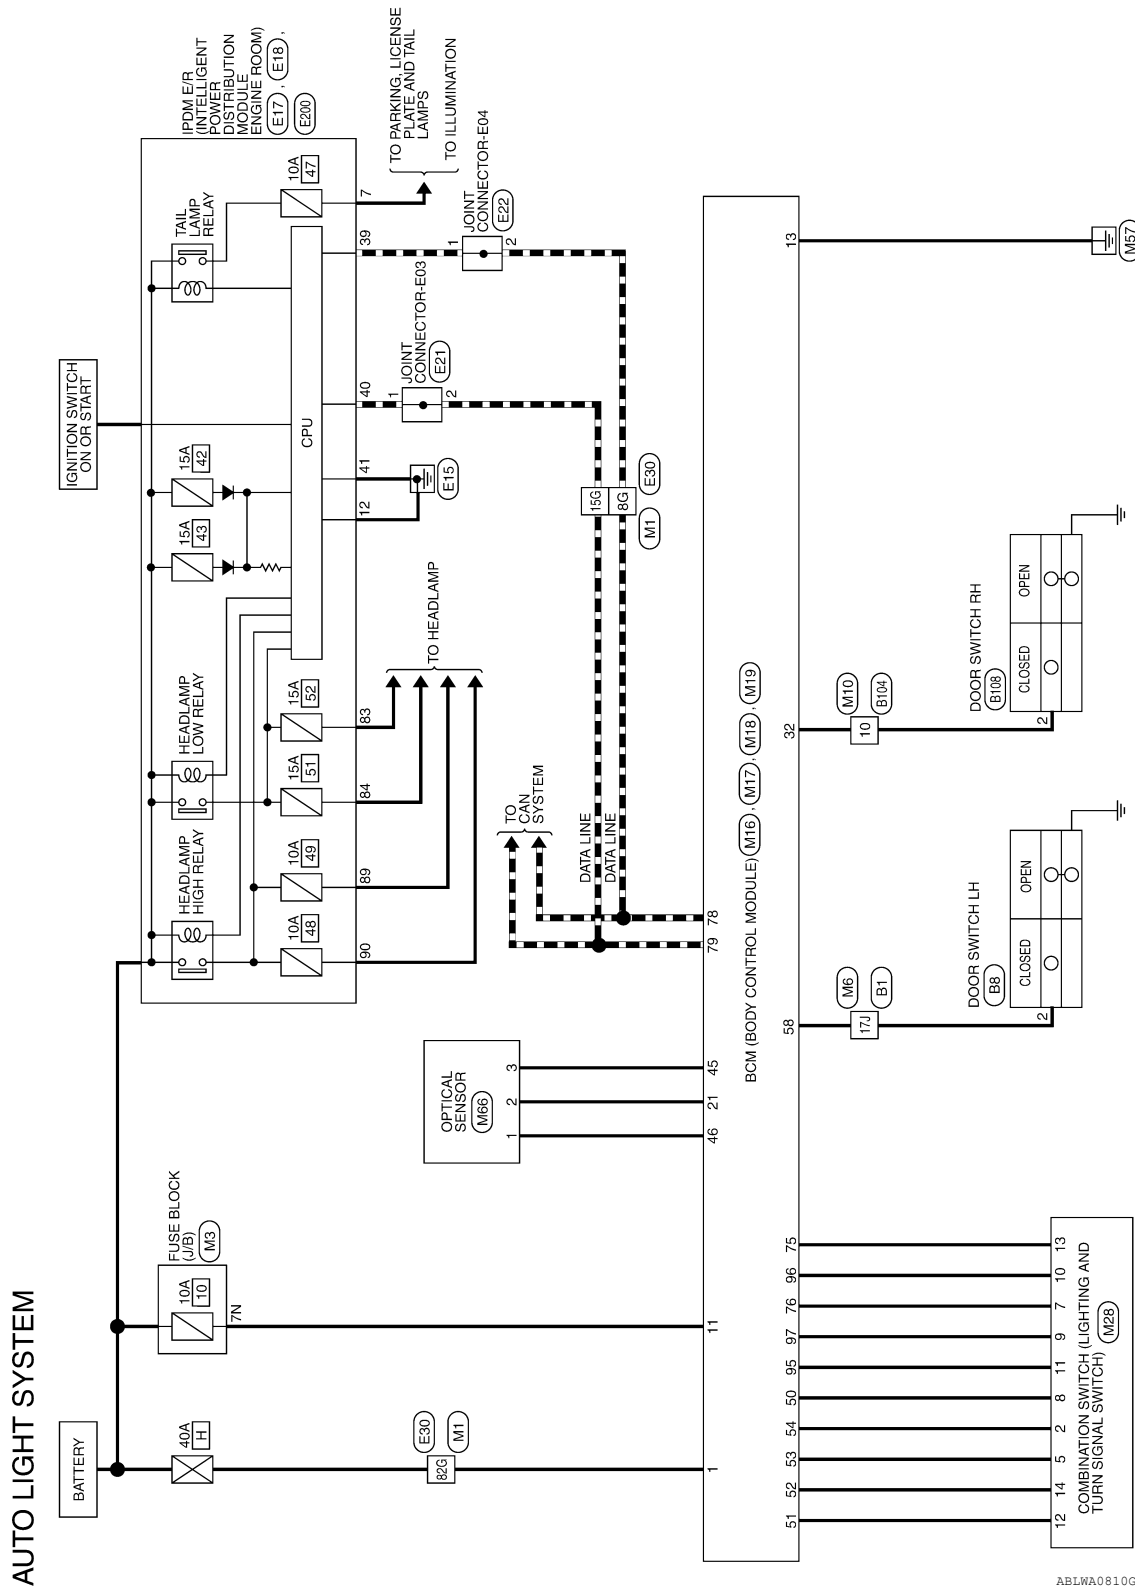 AUTO LIGHT SYSTEM
BATTERY
IGNITION SWITCH
ON OR START
40A
H
10A
10
FUSE BLOCK
(J/B)
M3
7N
HEADLAMP
HIGH RELAY
HEADLAMP
LOW RELAY
15A
43
15A
42
TAIL
LAMP
RELAY
10A
48
10A
49
15A
51
15A
52
CPU
10A
47
IPDM E/R
(INTELLIGENT
POWER
DISTRIBUTION
MODULE
ENGINE ROOM)
E17 , E18 ,
E200
90
89
84
83
12
41
40
39
7
TO HEADLAMP
E15
JOINT
CONNECTOR-E03
E21
1
2
JOINT
CONNECTOR-E04
E22
1
2
TO PARKING, LICENSE
PLATE AND TAIL
LAMPS
TO ILLUMINATION
E30
82G
M1
OPTICAL
SENSOR
M66
1
2
3
TO
CAN
SYSTEM
DATA LINE
DATA LINE
15G
8G
M1
E30
1
11
46
21
45
79
78
BCM (BODY CONTROL MODULE) M16 , M17 , M18 , M19
51
52
53
54
50
95
97
76
96
75
58
32
13
17J
M6
B1
10
M10
B104
M57
12
14
5
2
8
11
9
7
10
13
COMBINATION SWITCH (LIGHTING AND
TURN SIGNAL SWITCH)
M28
DOOR SWITCH LH
B8
2
CLOSED
OPEN
DOOR SWITCH RH
B108
2
CLOSED
OPEN
ABLWA0810G